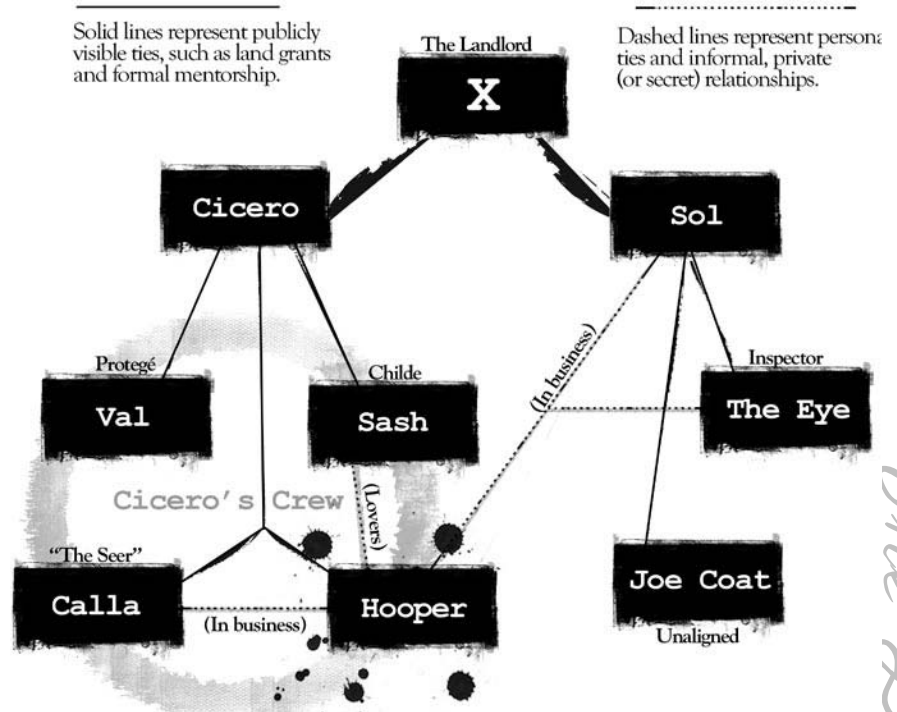 Solid lines represent publicly
visible ties, such as land grants
and formal mentorship.
Dashed lines represent persona
ties and informal, private
(or secret) relationships.
The Landlord
X
Cicero
Sol
Protegé
Val
Childe
Sash
(In business)
Inspector
The Eye
Cicero's Crew
(Lovers)
"The Seer"
Calla
(In business)
Hooper
Joe Coat
Unaligned